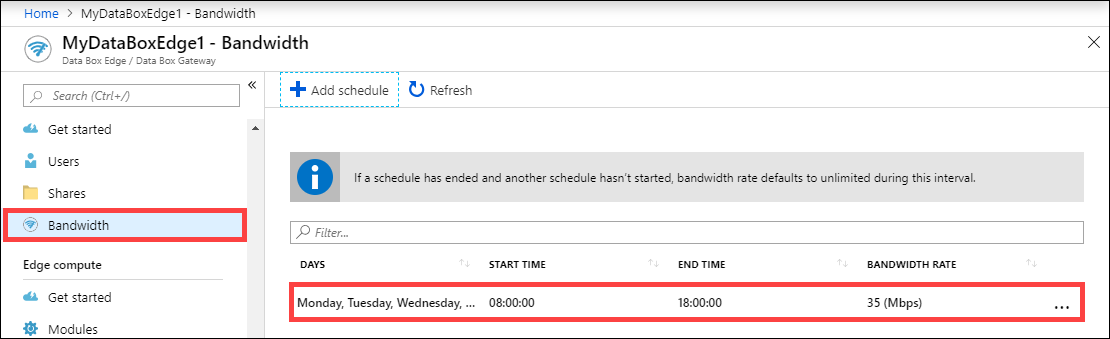 Home > MyDataBoxEdge1 - Bandwidth
MyDataBoxEdge1 - Bandwidth
Data Box Edge / Data Box Gateway
Search (Ctrl+/)
Get started
Users
Shares
Bandwidth
Edge compute
Get started
Modules
Add schedule Refresh
If a schedule has ended and another schedule hasn't started, bandwidth rate defaults to unlimited during this interval.
Filter...
DAYS START TIME END TIME BANDWIDTH RATE
Monday, Tuesday, Wednesday, ... 08:00:00 18:00:00 35 (Mbps) ...